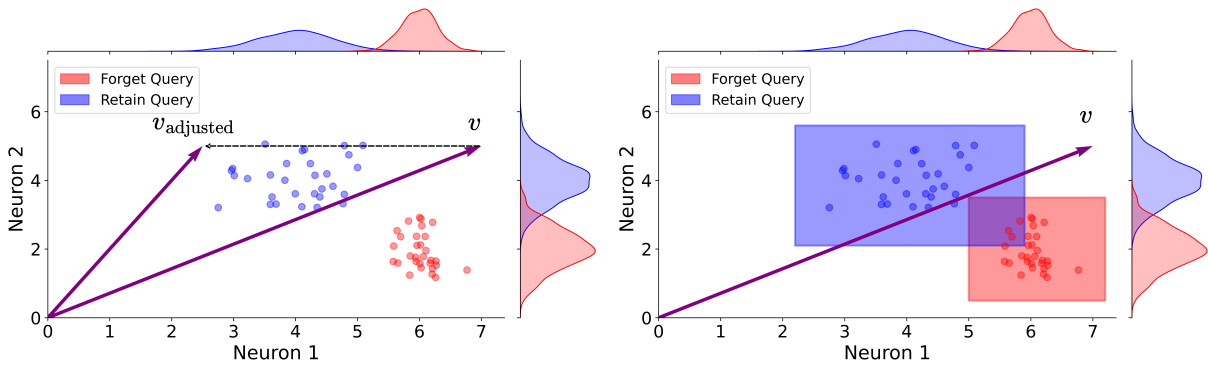 Forget Query
Retain Query
v_adjusted
v
Neuron 2
6
4
2
0
0 1 2 3 4 5 6 7
Neuron 1
Forget Query
Retain Query
v
Neuron 2
6
4
2
0
0 1 2 3 4 5 6 7
Neuron 1